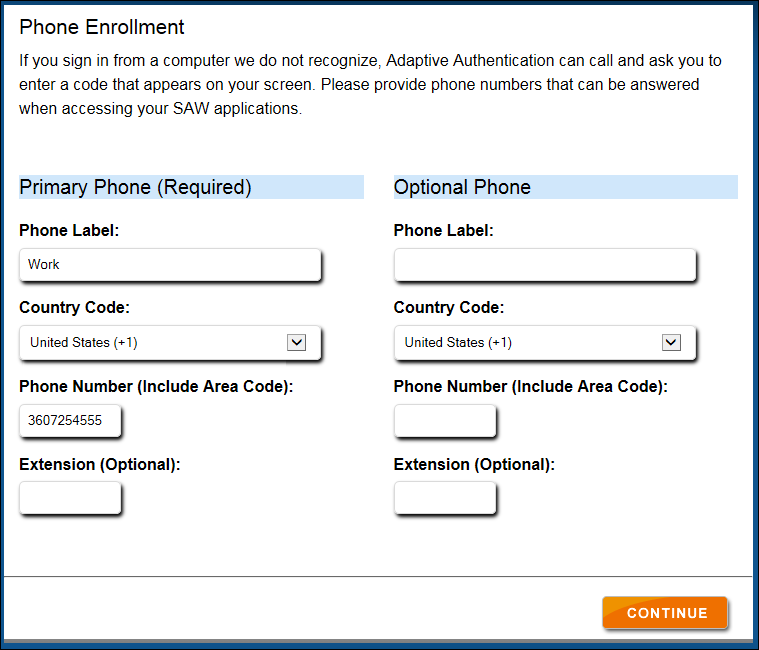 Phone Enrollment
If you sign in from a computer we do not recognize, Adaptive Authentication can call and ask you to
enter a code that appears on your screen. Please provide phone numbers that can be answered
when accessing your SAW applications.
Primary Phone (Required)
Phone Label:
Work
Country Code:
United States (+1)
Phone Number (Include Area Code):
3607254555
Extension (Optional):
Optional Phone
Phone Label:
Country Code:
United States (+1)
Phone Number (Include Area Code):
Extension (Optional):
CONTINUE